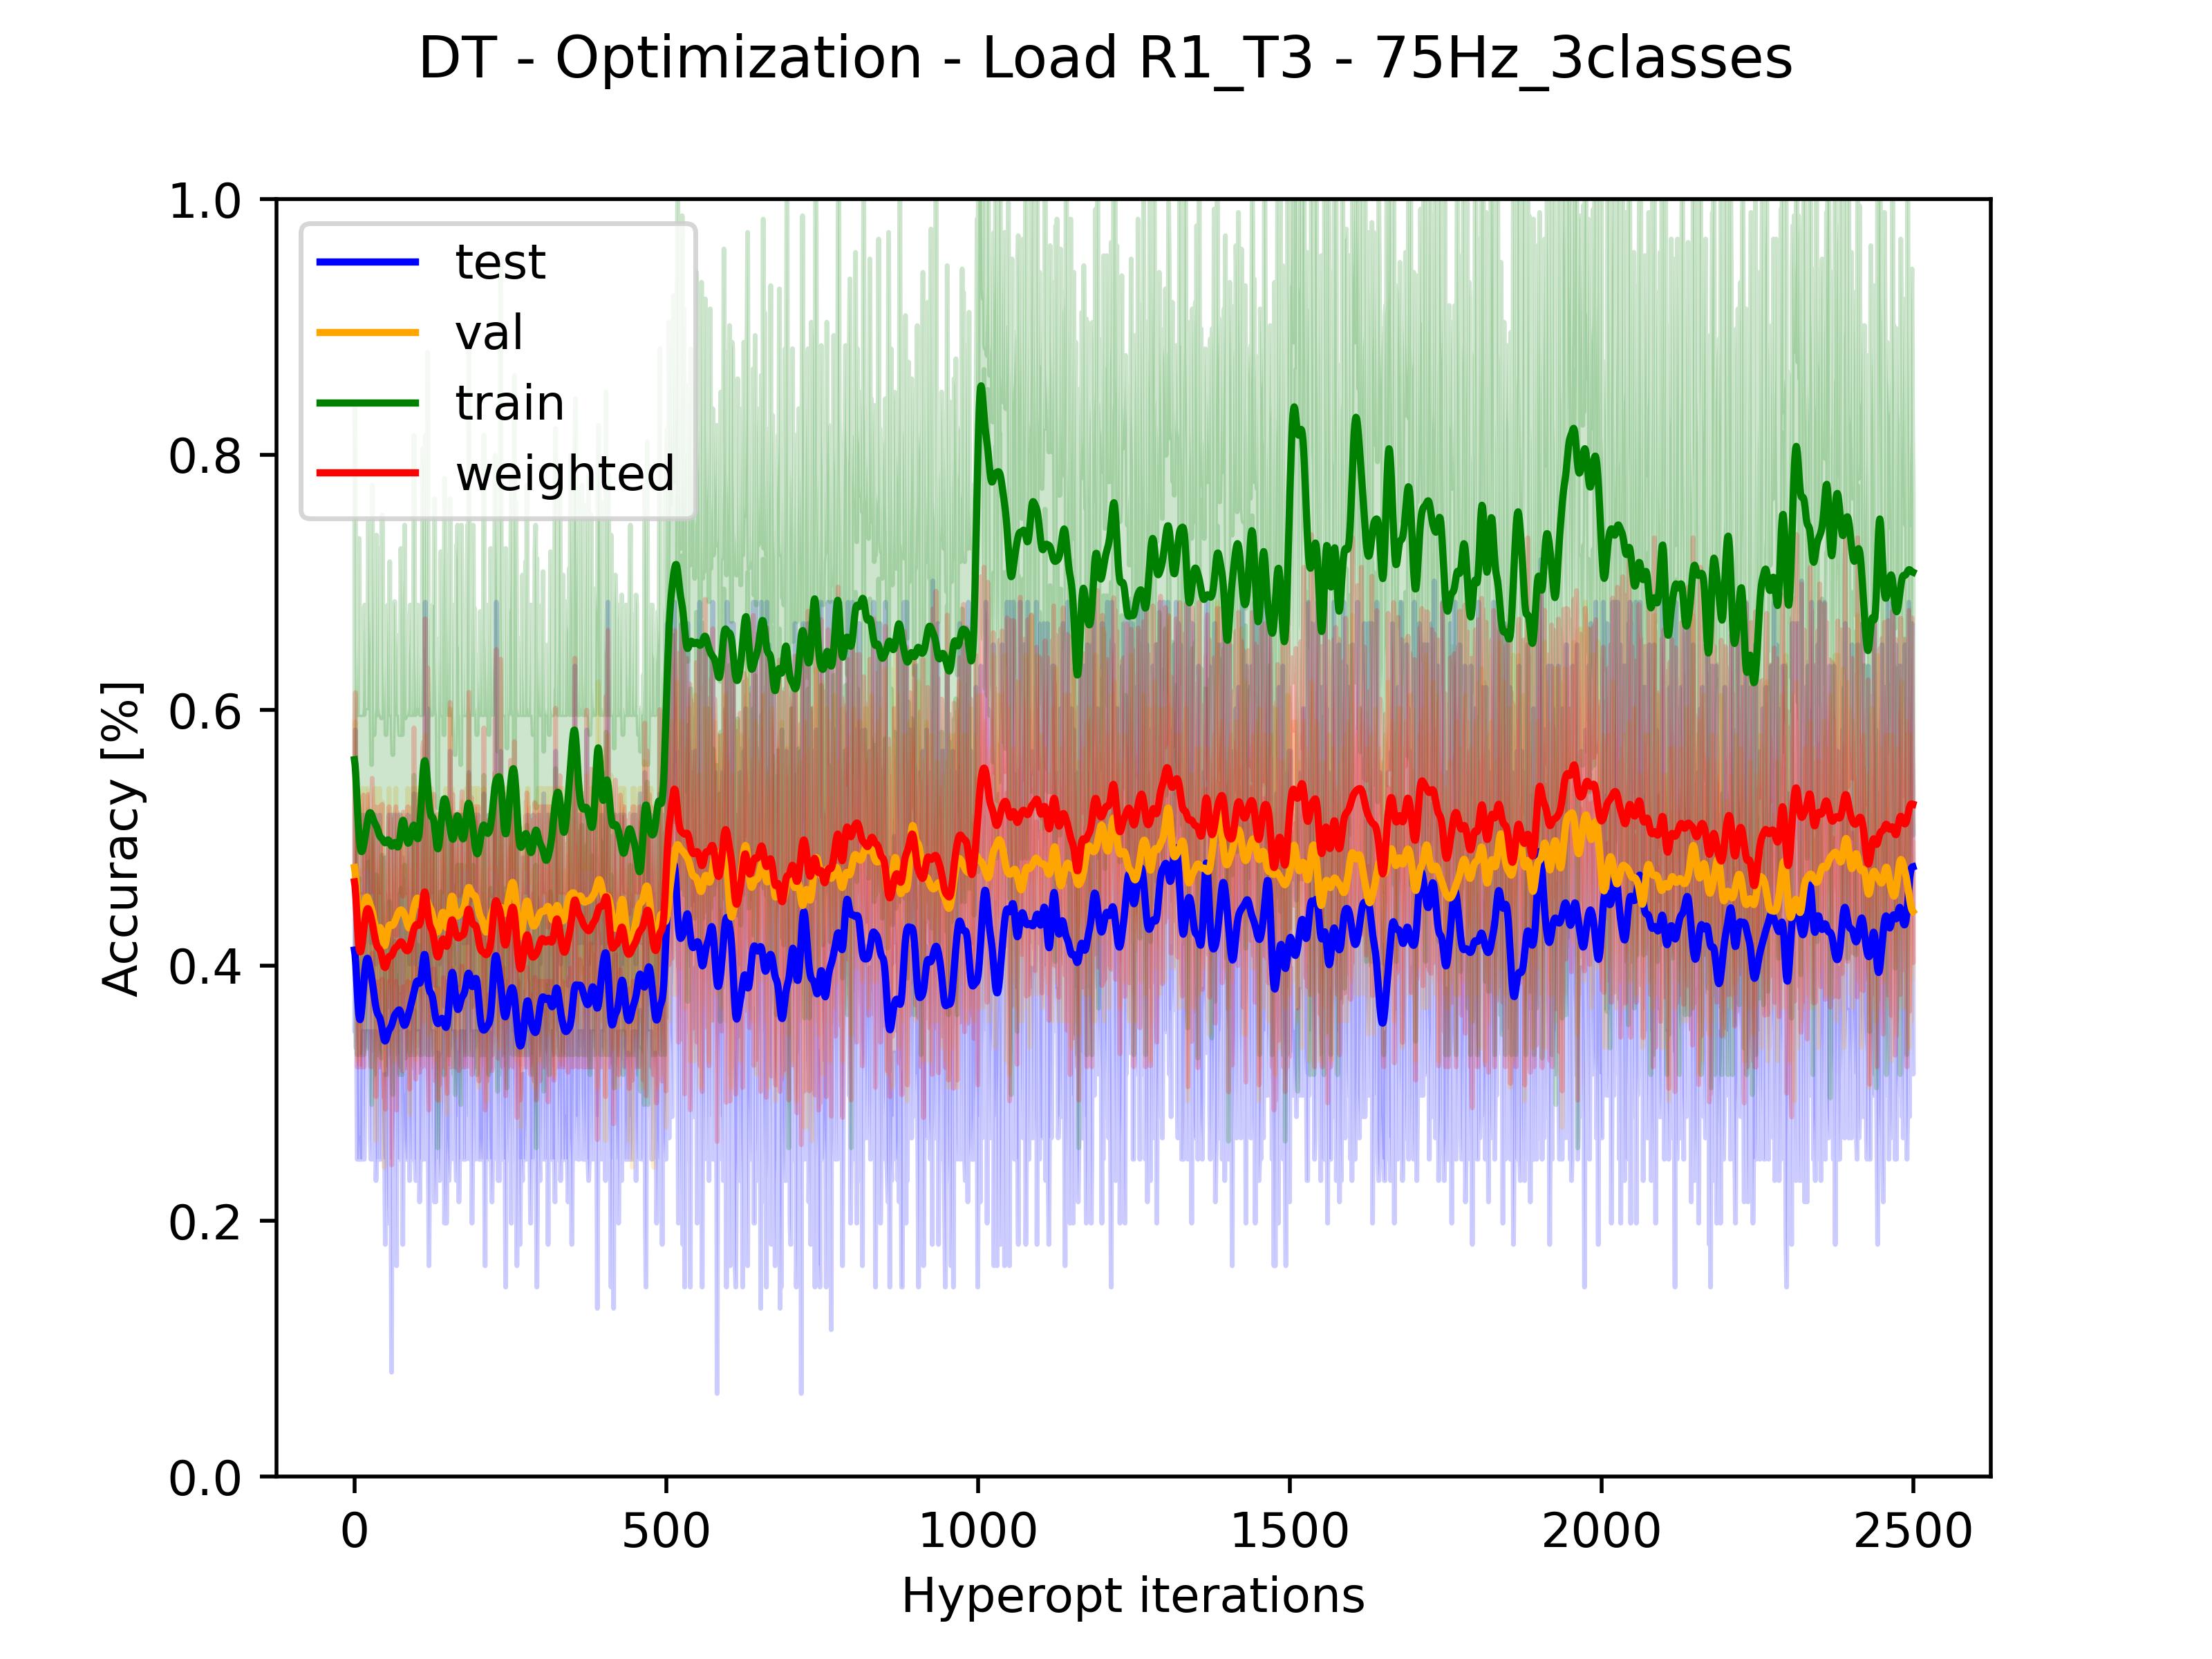 DT - Optimization - Load R1_T3 - 75Hz_3classes
1.0
0.8
0.6
0.4
0.2
0.0
Accuracy [%]
test
val
train
weighted
0 500 1000 1500 2000 2500
Hyperopt iterations